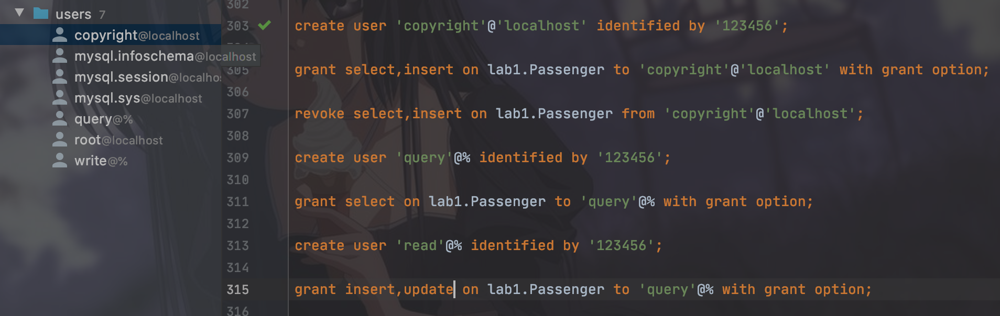 users 7
copyright@localhost
mysql.infoschema@localhost
mysql.session@localho
mysql.sys@localhost
query@%
root@localhost
write@%
302
303 create user 'copyright'@'localhost' identified by '123456';
305 grant select,insert on lab1.Passenger to 'copyright'@'localhost' with grant option;
306
307 revoke select,insert on lab1.Passenger from 'copyright'@'localhost';
308
309 create user 'query'@% identified by '123456';
310
311 grant select on lab1.Passenger to 'query'@% with grant option;
312
313 create user 'read'@% identified by '123456';
314
315 grant insert,update on lab1.Passenger to 'query'@% with grant option;
316